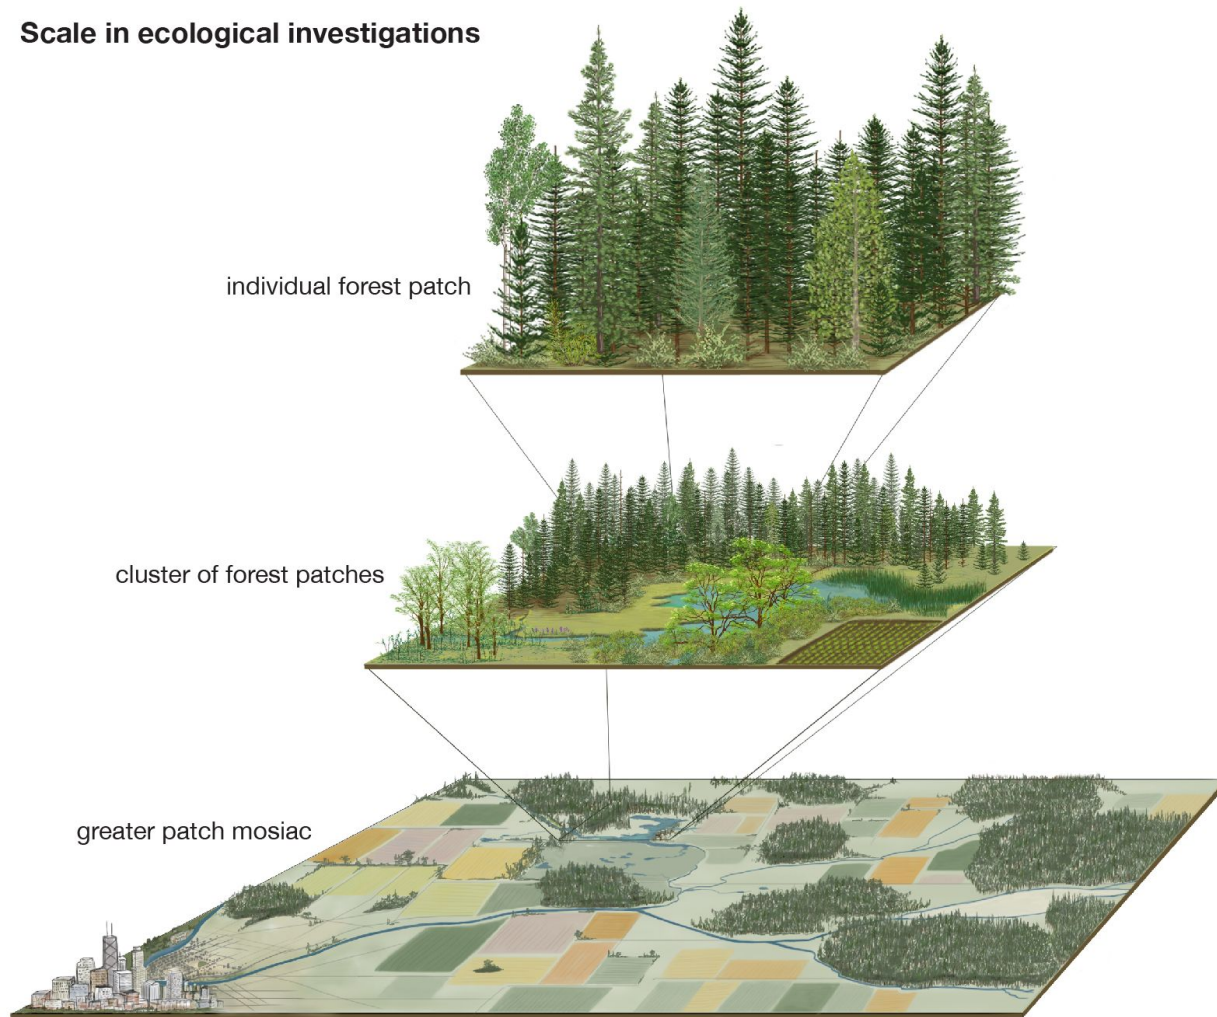 Scale in ecological investigations
individual forest patch
cluster of forest patches
greater patch mosiac